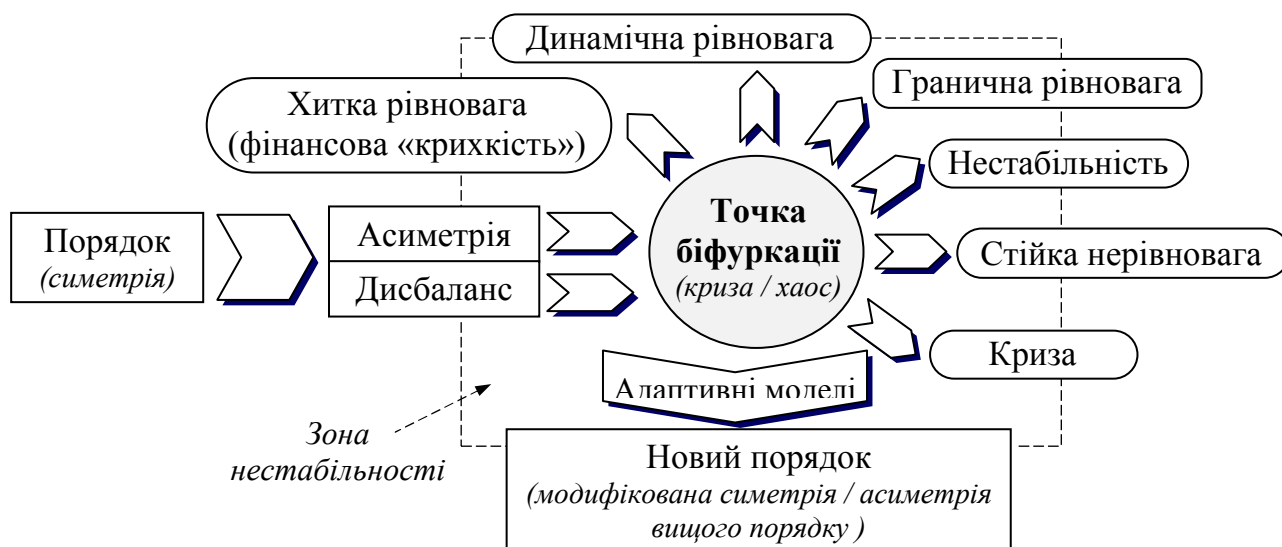 Динамічна рівновага
Хитка рівновага
(фінансова «крихкість»)
Гранична рівновага
Нестабільність
Порядок
(симетрія)
Асиметрія
Дисбаланс
Точка
біфуркації
(криза / хаос)
Стійка нерівновага
Криза
Адаптивні моделі
Зона
нестабільності
Новий порядок
(модифікована симетрія / асиметрія
вищого порядку )